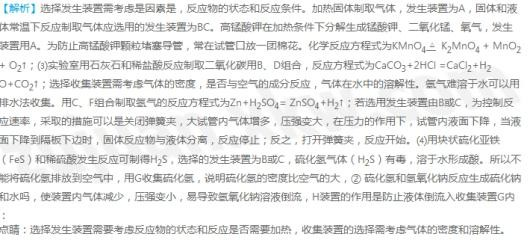 【解析】选择发生装置需考虑是因素是，反应物的状态和反应条件。加热固体制取气体，发生装置为A，固体和液
体常温下反应制取气体应选用的发生装置为BC。高锰酸钾在加热条件下分解生成锰酸钾、二氧化锰、氧气，发生
装置用A。为防止高锰酸颗粒堵塞导管，常在试管口放一团棉花。化学反应方程式为KMnO4 ≜ K2MnO4 + MnO2
+ O2↑；(3)实验室用石灰石和稀盐酸反应制取二氧化碳用B、D组合，反应方程式为CaCO3+2HCl =CaCl2+H2
O+CO2↑；选择收集装置需考虑气体的密度，是否与空气的成分反应，气体在水中的溶解性。氢气难溶于水可以用
排水法收集。用C、F组合制取氢气的反应方程式为Zn+H2SO4= ZnSO4 +H2↑；若选用发生装置由B或C，为控制反
应速率，采取的措施可以是关闭弹簧夹，大试管内气体增多，压强变大，在压力的作用下，试管内液面下降，当液
面下降到隔板下边时，固体反应物与液体分离，反应停止；反之，打开弹簧夹，反应开始。(4)用块状硫化亚铁
（FeS）和稀硫酸发生反应可制得H2S，选择的发生装置为B或C，硫化氢气体（H2S）有毒，溶于水形成酸。所以不
能将硫化氢排放到空气中，用G收集硫化氢，说明硫化氢的密度比空气的大，② 硫化氢和氢氧化钠反应生成硫化钠
和水吗，使装置内气体减少，压强变小，易导致氢氧化钠溶液倒流，H装置的作用是防止液体倒流入收集装置G内
；
点睛：选择发生装置需要考虑反应物的状态和反应是否需要加热，收集装置的选择需考虑气体的密度和溶解性。